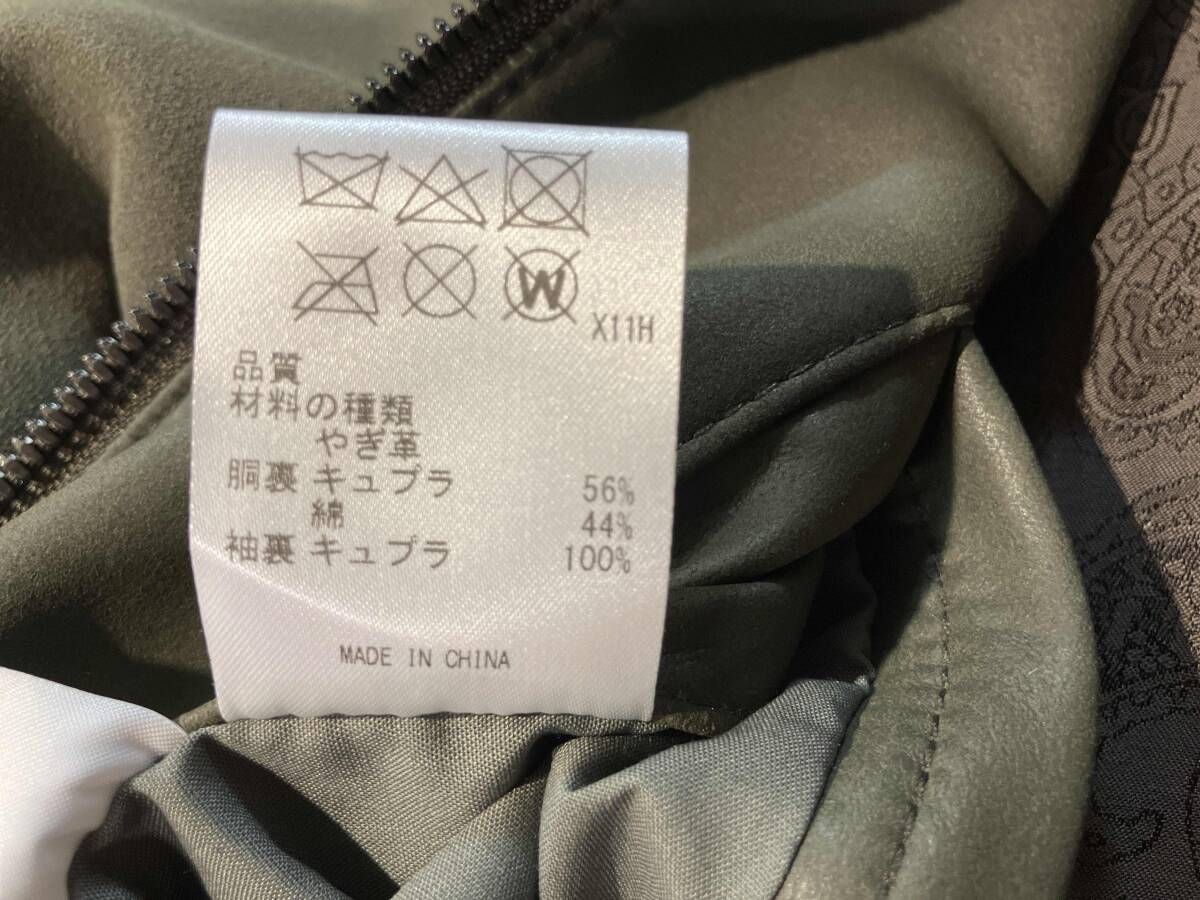 W
X11H
品質
材料の種類
やぎ革
胴裏 キュプラ 56%
綿 44%
袖裏 キュプラ 100%
MADE IN CHINA